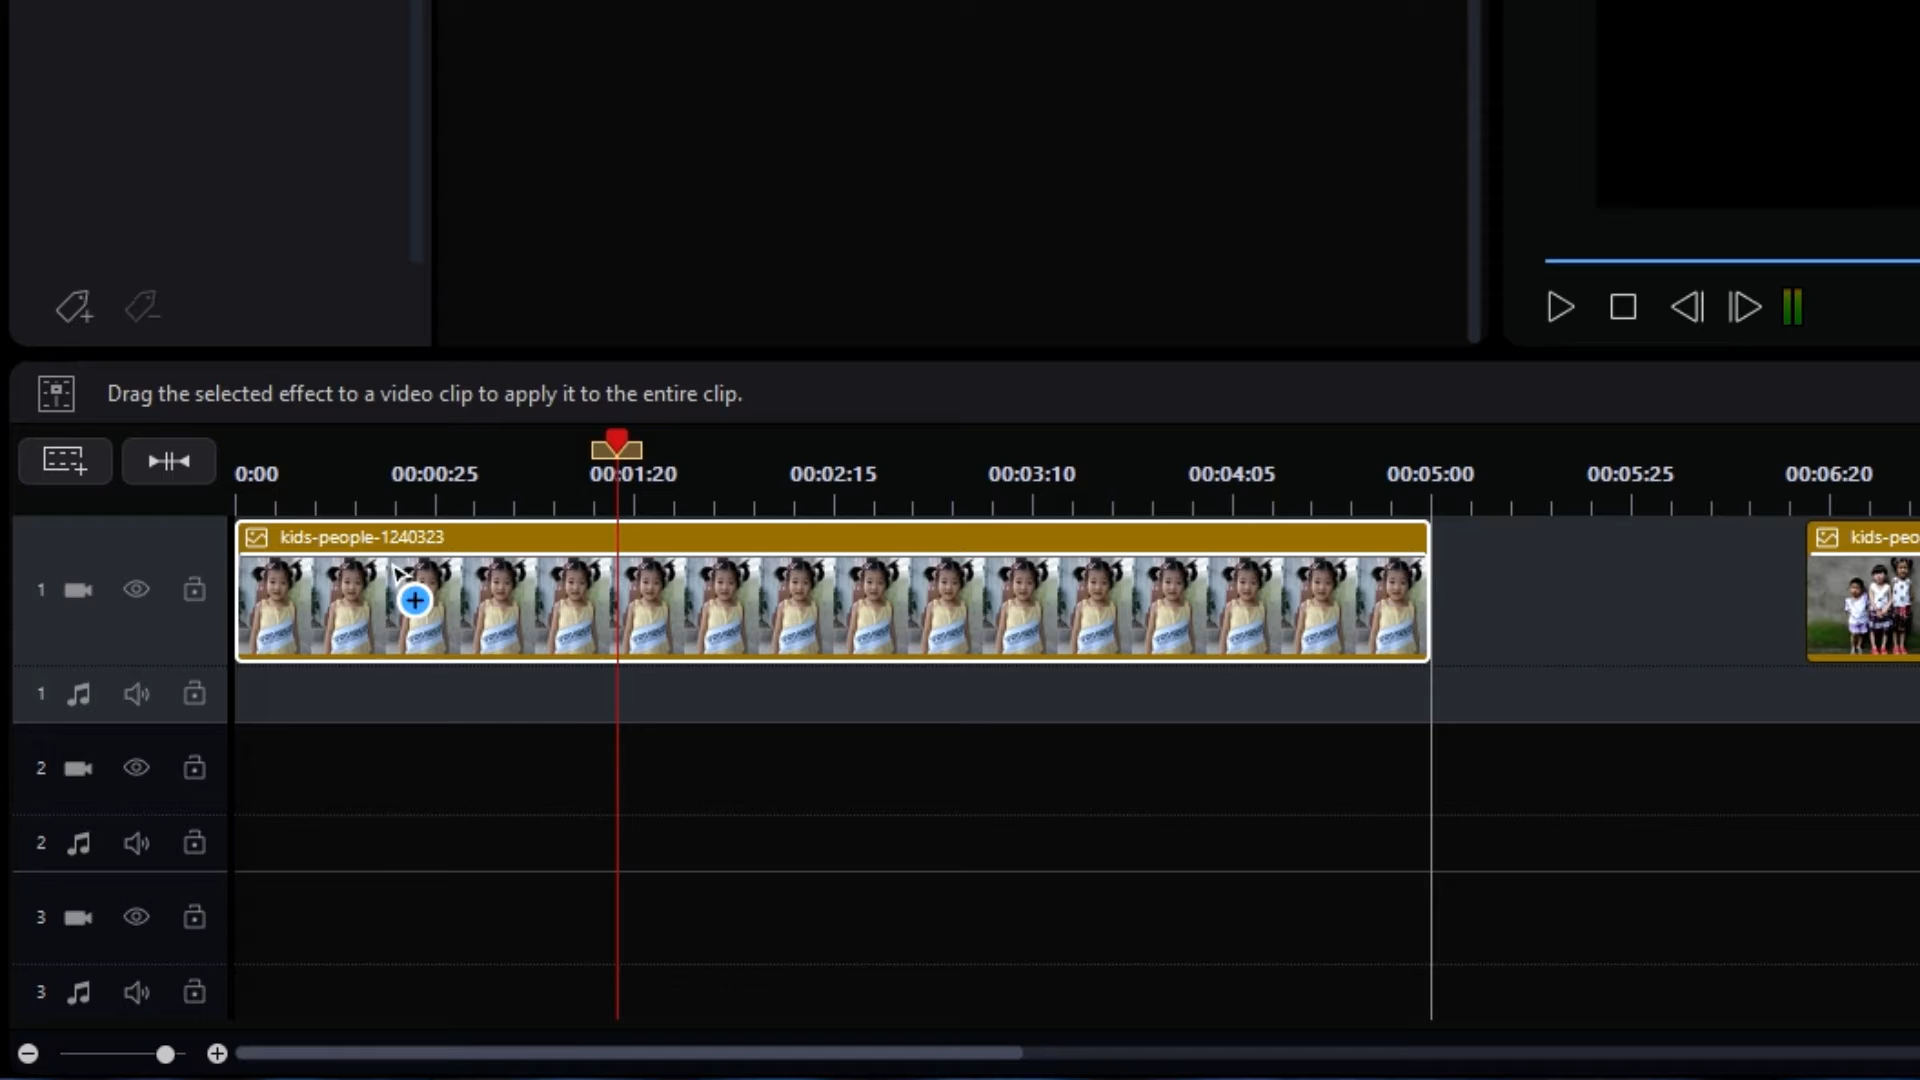 Drag the selected effect to a video clip to apply it to the entire clip.
0:00 00:00:25 00:01:20 00:02:15 00:03:10 00:04:05 00:05:00 00:05:25 00:06:20
kids-people-1240323 kids-peo
1
1
2
2
3
3